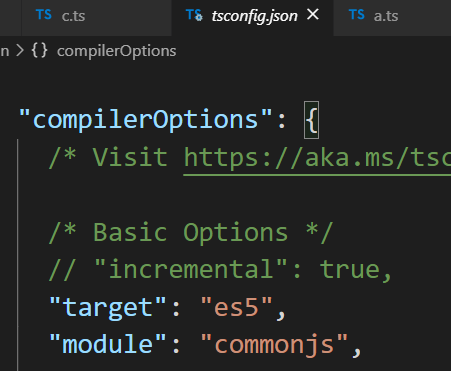 TS c.ts TS tsconfig.json × TS a.ts
n > {} compilerOptions
"compilerOptions": {
/* Visit https://aka.ms/tsc
/* Basic Options */
// "incremental": true,
"target": "es5",
"module": "commonjs",